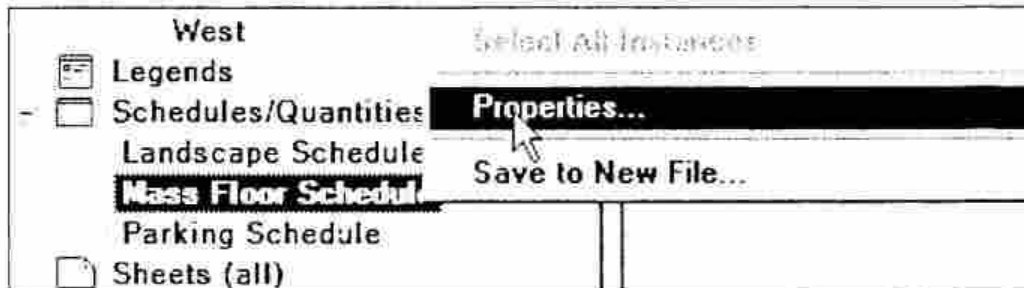 West
Select All Instances
Legends
Properties...
Schedules/Quantities
Landscape Schedule
Save to New File...
Mass Floor Schedul
Parking Schedule
Sheets (all)